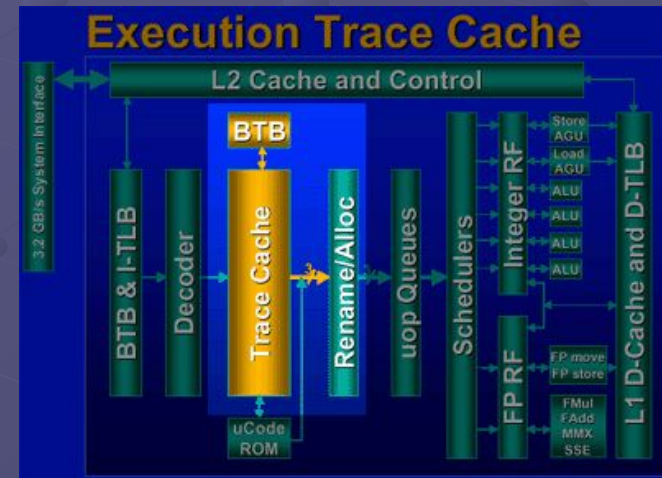 Execution Trace Cache
3.2 GB/s System Interface
L2 Cache and Control
BTB
BTB & I-TLB
Decoder
Trace Cache
3
Rename/Alloc
3
uop Queues
Schedulers
Integer RF
FP RF
Store
AGU
Load
AGU
ALU
ALU
ALU
ALU
FP move
FP store
FMul
FAdd
MMX
SSE
L1 D-Cache and D-TLB
uCode
ROM